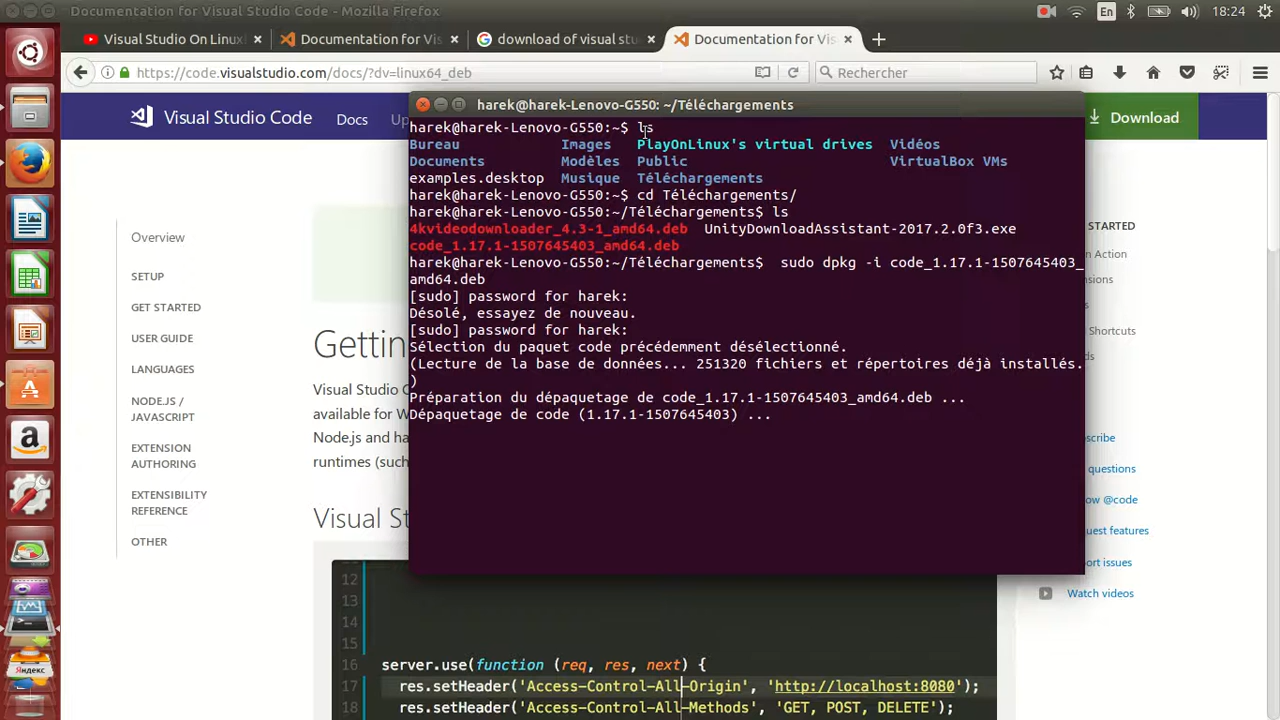 Documentation for Visual Studio Code - Mozilla Firefox
En
18:24
Visual Studio On Linux
Documentation for Vi
download of visual stu
Documentation for Vis
https://code.visualstudio.com/docs/?dv=linux64_deb
Rechercher
Visual Studio Code
Docs
Up
Download
harek@harek-Lenovo-G550: ~/Téléchargements
harek@harek-Lenovo-G550:~$ ls
Bureau Images PlayOnLinux's virtual drives Vidéos
Documents Modèles Public VirtualBox VMs
examples.desktop Musique Téléchargements
harek@harek-Lenovo-G550:~$ cd Téléchargements/
harek@harek-Lenovo-G550:~/Téléchargements$ ls
4kvideodownloader_4.3-1_amd64.deb UnityDownloadAssistant-2017.2.0f3.exe
code_1.17.1-1507645403_amd64.deb
harek@harek-Lenovo-G550:~/Téléchargements$  sudo dpkg -i code_1.17.1-1507645403_
amd64.deb
[sudo] password for harek:
Désolé, essayez de nouveau.
[sudo] password for harek:
Sélection du paquet code précédemment désélectionné.
(Lecture de la base de données... 251320 fichiers et répertoires déjà installés.
)
Préparation du dépaquetage de code_1.17.1-1507645403_amd64.deb ...
Dépaquetage de code (1.17.1-1507645403) ...
Overview
SETUP
GET STARTED
USER GUIDE
LANGUAGES
NODE.JS /
JAVASCRIPT
EXTENSION
AUTHORING
EXTENSIBILITY
REFERENCE
OTHER
Getting
Visual Studio C
available for W
Node.js and ha
runtimes (such
Visual St
STARTED
ensions
Shortcuts
ds
scribe
questions
ow @code
quest features
ort issues
Watch videos
12
13
14
15
16 server.use(function (req, res, next) {
17 res.setHeader('Access-Control-All-Origin', 'http://localhost:8080');
18 res.setHeader('Access-Control-All-Methods', 'GET, POST, DELETE');
Яндекс